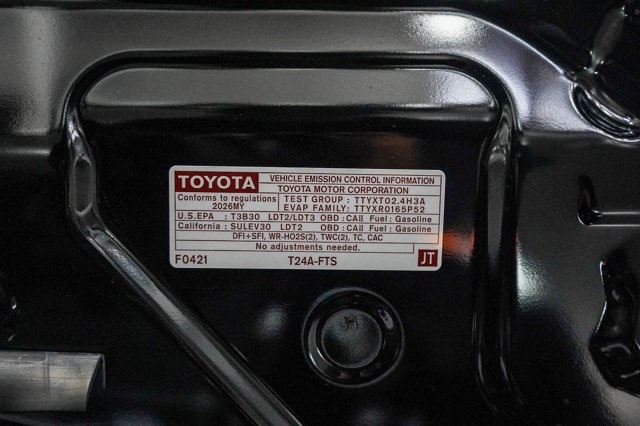 TOYOTA
VEHICLE EMISSION CONTROL INFORMATION
TOYOTA MOTOR CORPORATION
Conforms to regulations
2026MY
TEST GROUP : TTYXT02.4H3A
EVAP FAMILY: TTYXR0165P52
U.S.EPA : T3B30 LDT2/LDT3 OBD : CAII Fuel : Gasoline
California : SULEV30 LDT2 OBD : CAII Fuel : Gasoline
DFI+SFI, WR-HO2S(2), TWC(2), TC, CAC
No adjustments needed.
F0421 T24A-FTS JT